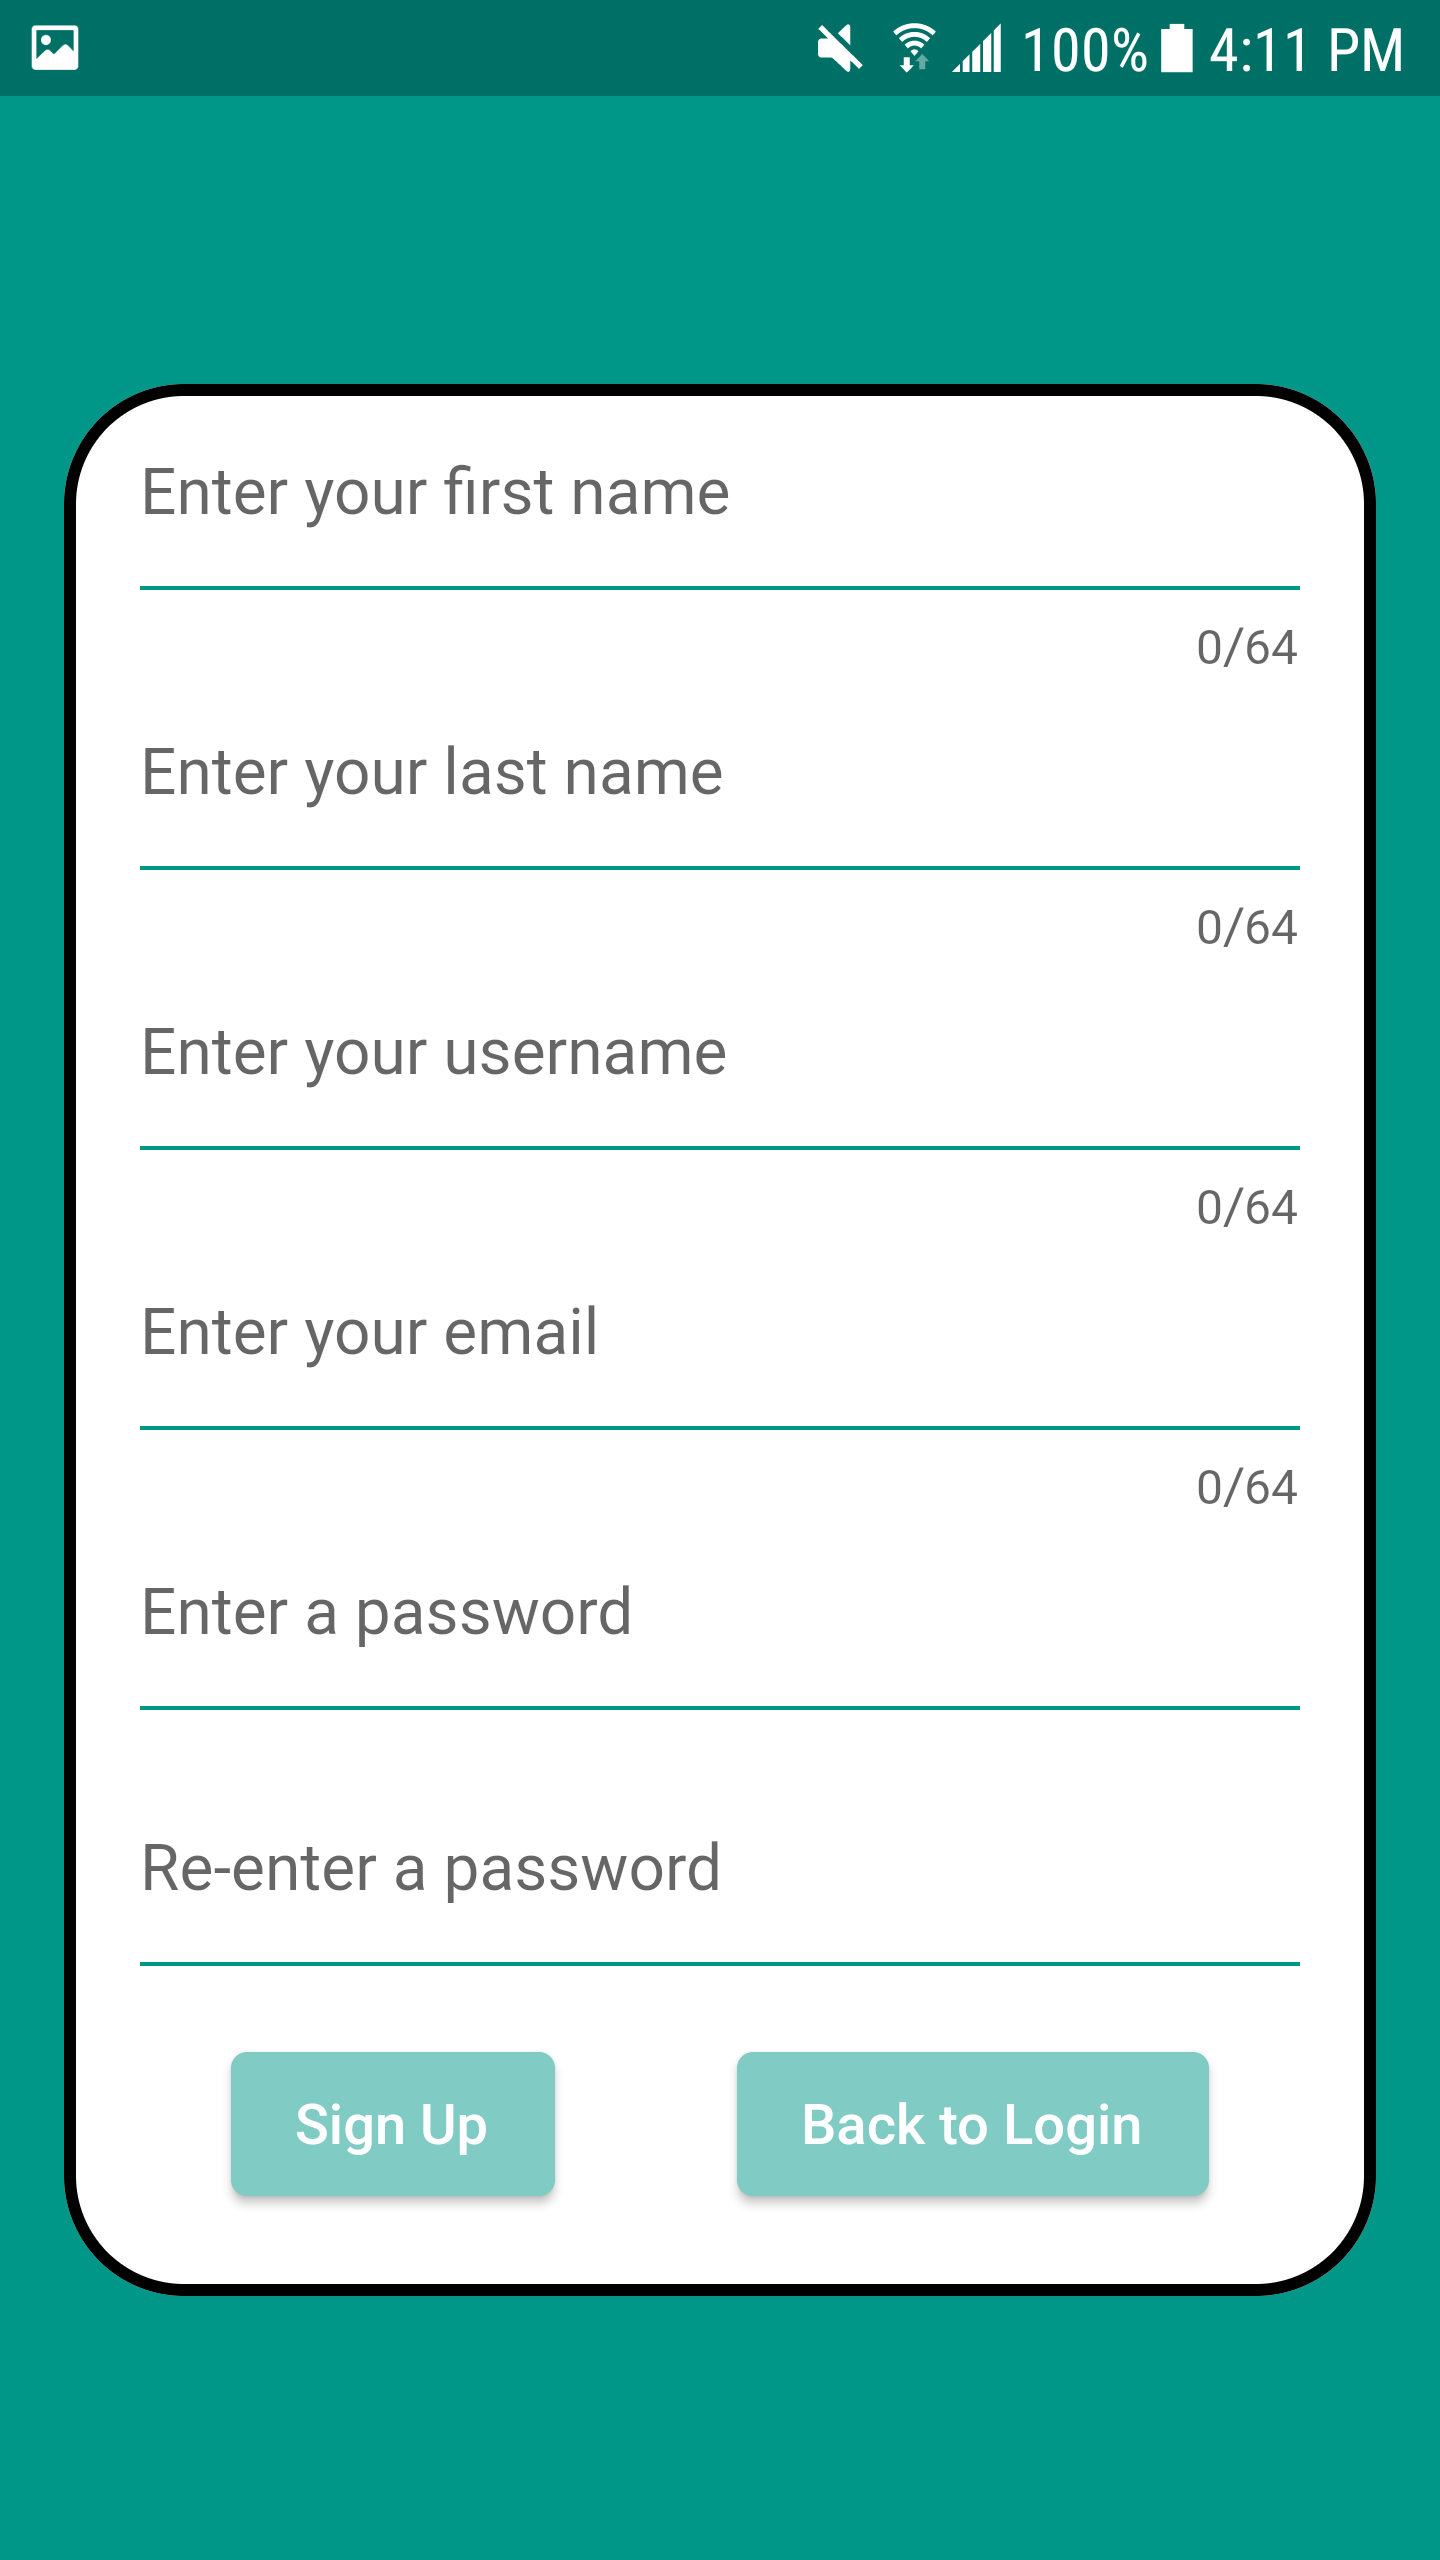 100% 4:11 PM
Enter your first name
0/64
Enter your last name
0/64
Enter your username
0/64
Enter your email
0/64
Enter a password
Re-enter a password
Sign Up Back to Login